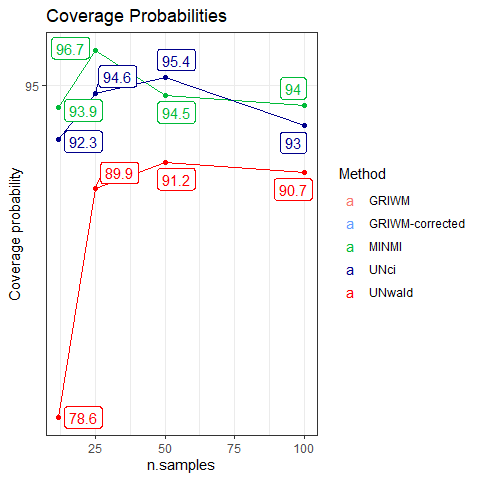 Coverage Probabilities
96.7
95.4
94.6
95
94
93.9
94.5
92.3
93
89.9
91.2
90.7
78.6
Coverage probability
25
50
75
100
n.samples
Method
a GRIWM
a GRIWM-corrected
a MINMI
a UNci
a UNwald